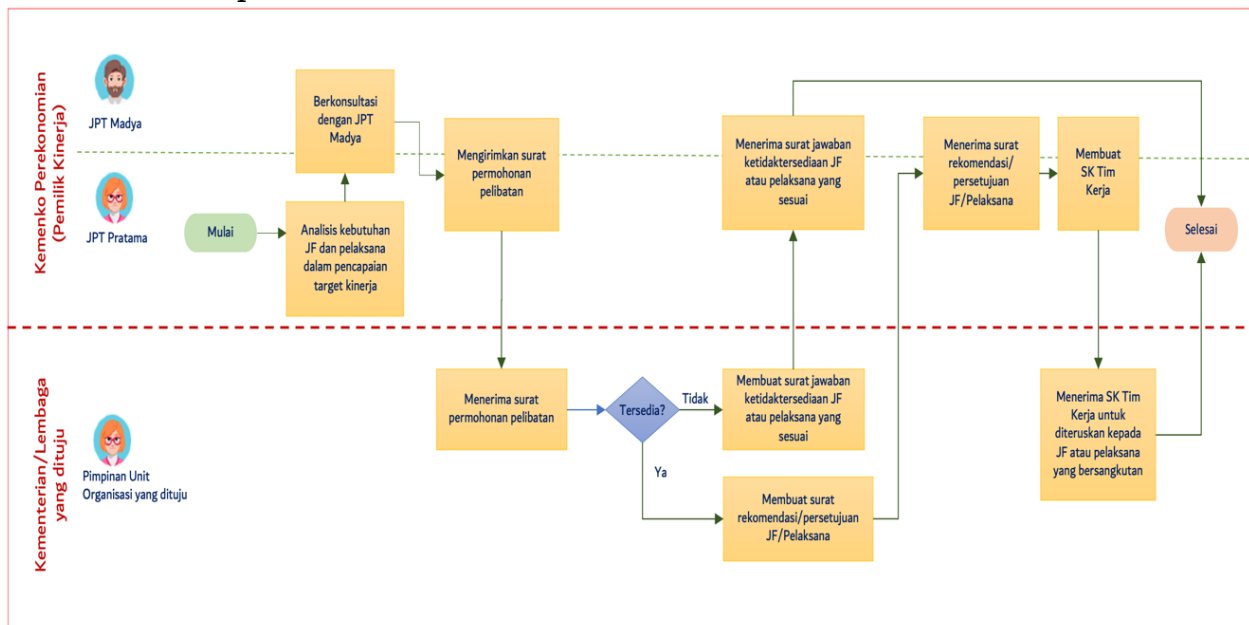 Kemenko Perekonomian
(Pemilik Kinerja)
JPT Madya
JPT Pratama
Mulai
Analisis kebutuhan
JF dan pelaksana
dalam pencapaian
target kinerja
Berkonsultasi
dengan JPT
Madya
Mengirimkan surat
permohonan
pelibatan
Menerima surat jawaban
ketidaktersediaan JF
atau pelaksana yang
sesuai
Menerima surat
rekomendasi/
persetujuan
JF/Pelaksana
Membuat
SK Tim
Kerja
Selesai
Kementerian/Lembaga
yang dituju
Pimpinan Unit
Organisasi yang dituju
Menerima surat
permohonan pelibatan
Tersedia?
Tidak
Ya
Membuat surat jawaban
ketidaktersediaan JF
atau pelaksana yang
sesuai
Membuat surat
rekomendasi/persetujuan
JF/Pelaksana
Menerima SK Tim
Kerja untuk
diteruskan kepada
JF atau pelaksana
yang bersangkutan